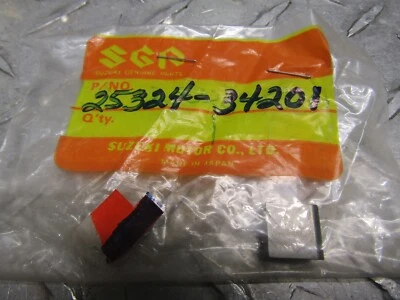 SGP
SUZUKI GENUINE PARTS
P/NO.
25324-34201
Q'ty.
SUZUKI MOTOR CO., LTD.
MADE IN JAPAN